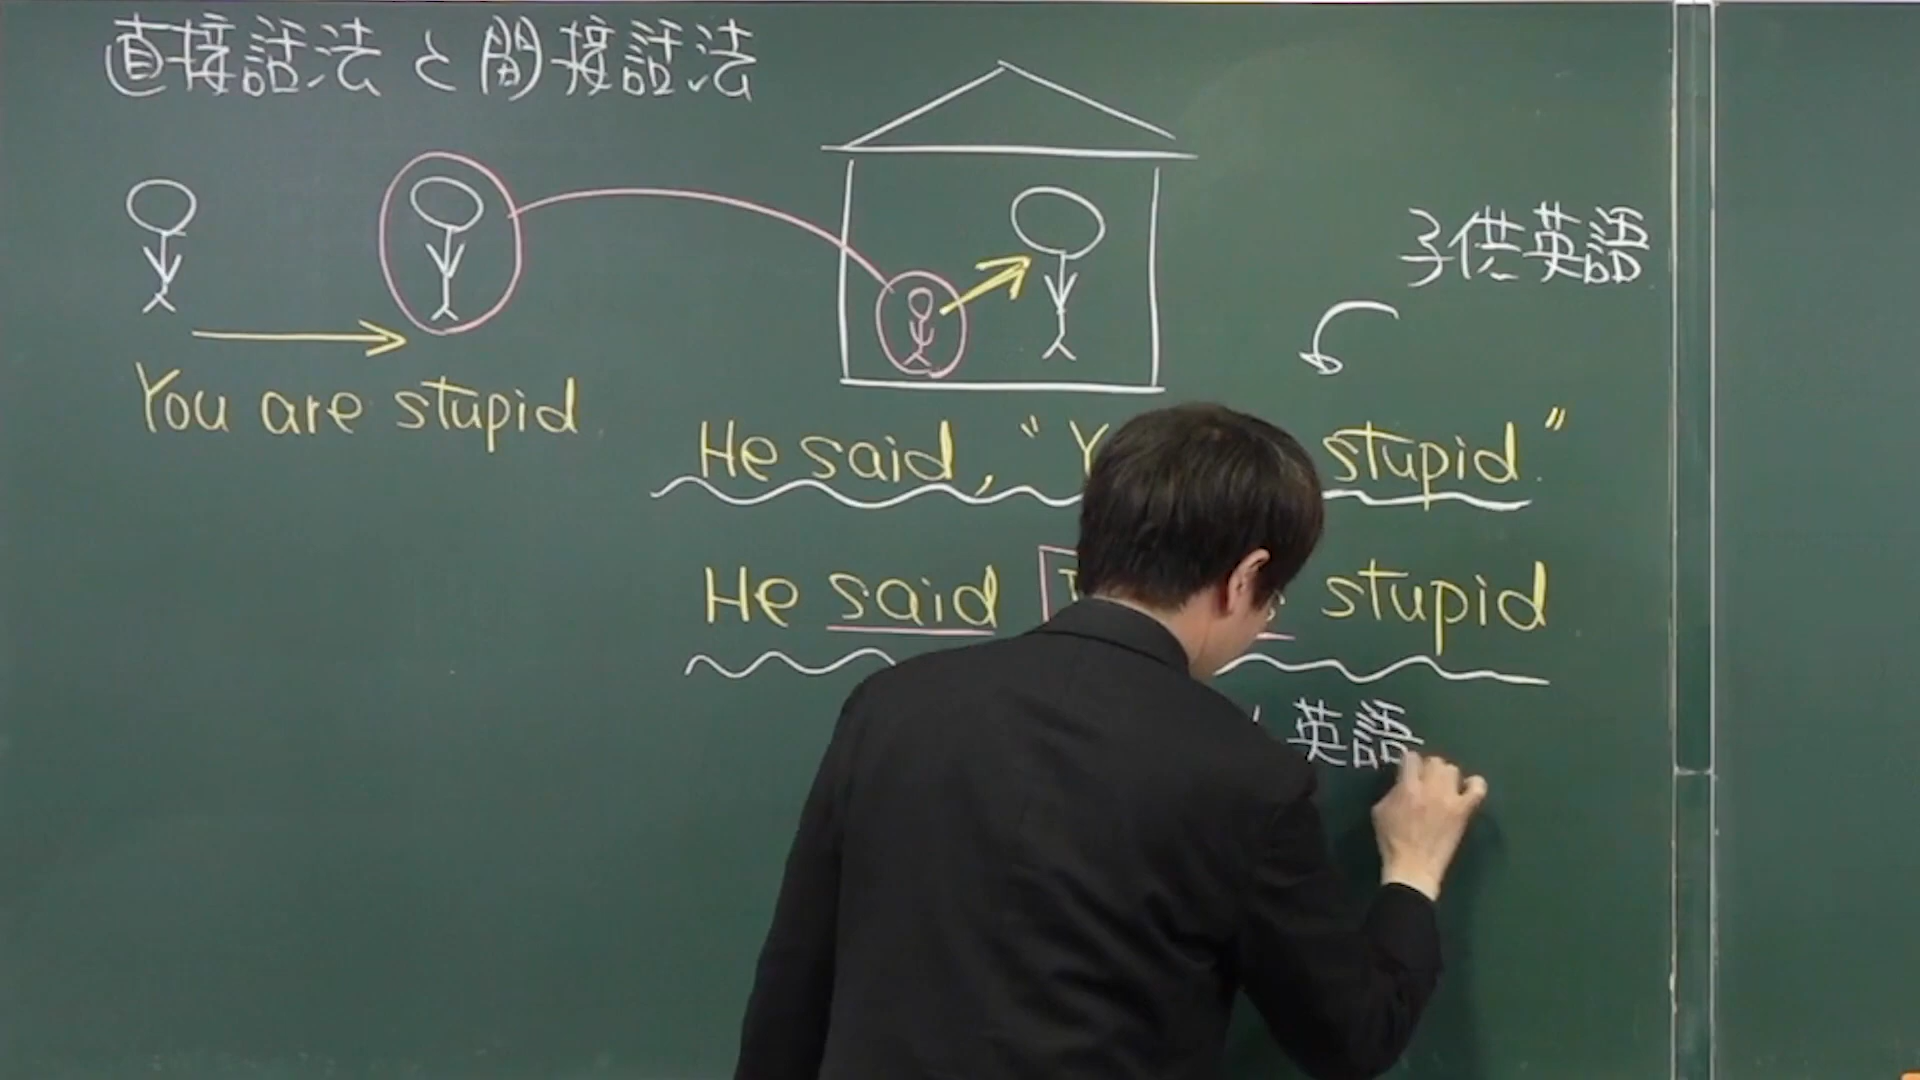 直接話法と間接話法
子供英語
You are stupid
He said, “ stupid.”
He said stupid
英語